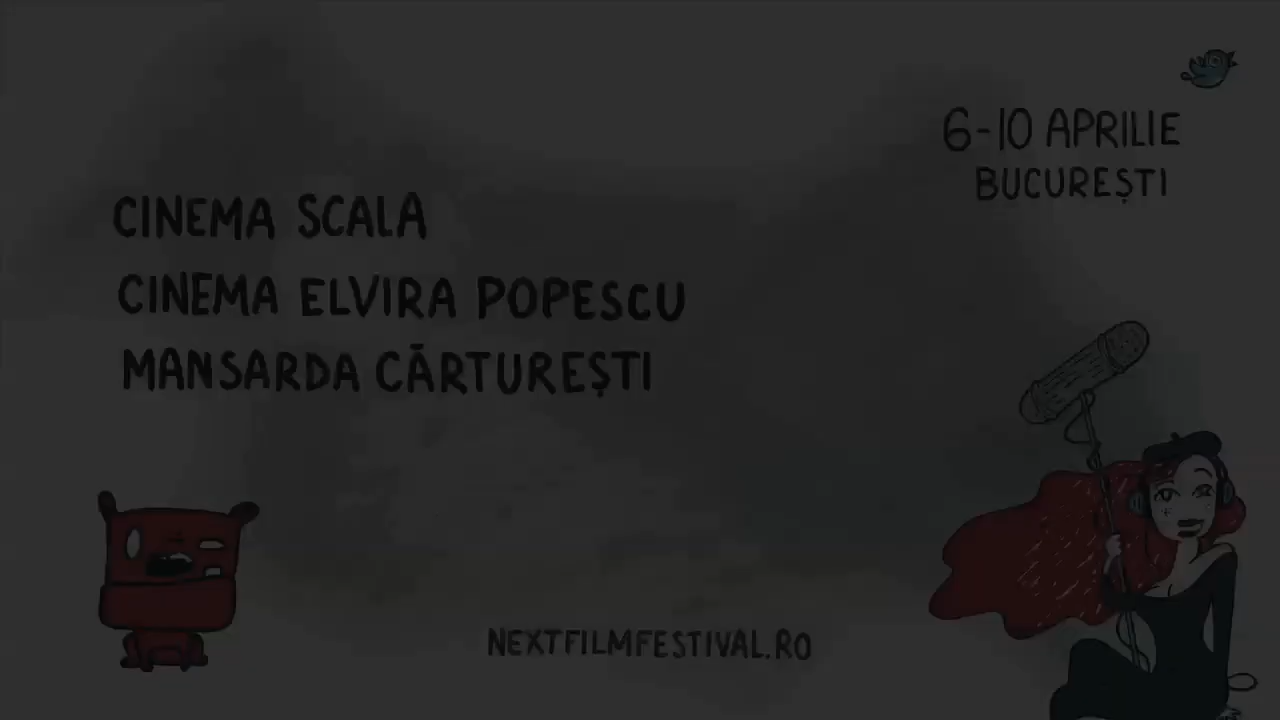 6-10 APRILIE
BUCUREȘTI
CINEMA SCALA
CINEMA ELVIRA POPESCU
MANSARDA CĂRTUREȘTI
NEXTFILMFESTIVAL.RO